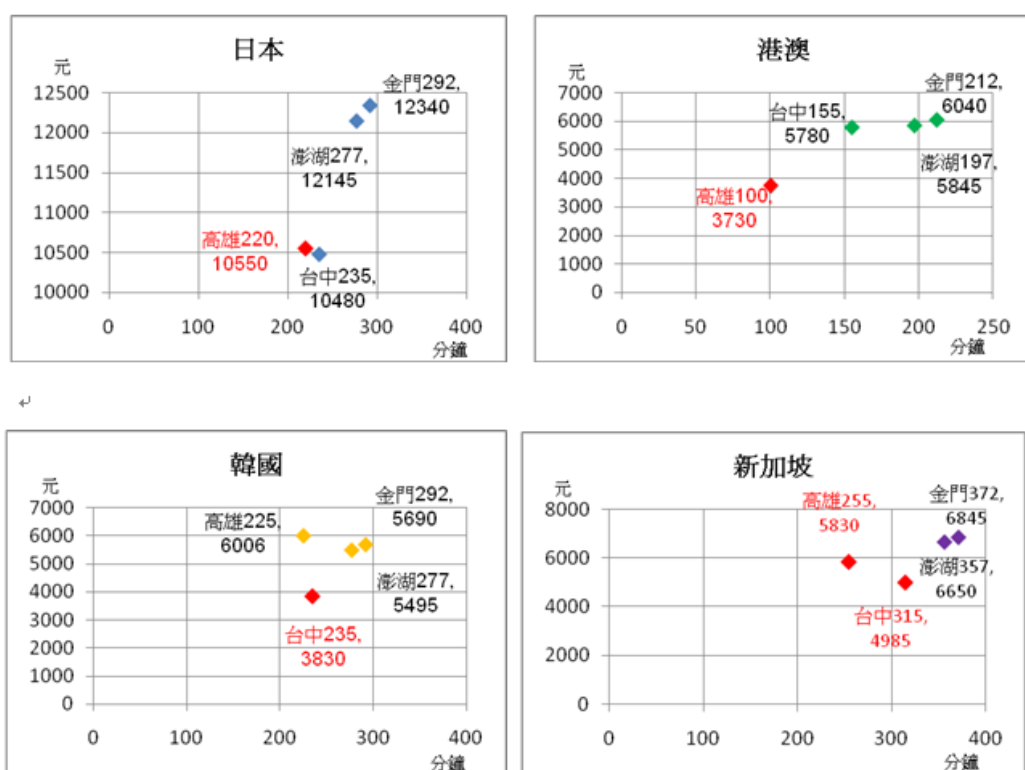 日本
元
12500
12000
11500
11000
10500
10000
0
100
200
300
400
分鐘
金門292,
12340
澎湖277,
12145
高雄220,
10550
台中235,
10480
港澳
元
7000
6000
5000
4000
3000
2000
1000
0
0
50
100
150
200
250
分鐘
金門212,
6040
台中155,
5780
澎湖197,
5845
高雄100,
3730
韓國
元
7000
6000
5000
4000
3000
2000
1000
0
0
100
200
300
400
分鐘
金門292,
5690
高雄225,
6006
澎湖277,
5495
台中235,
3830
新加坡
元
8000
6000
4000
2000
0
0
100
200
300
400
分鐘
高雄255,
5830
金門372,
6845
澎湖357,
6650
台中315,
4985